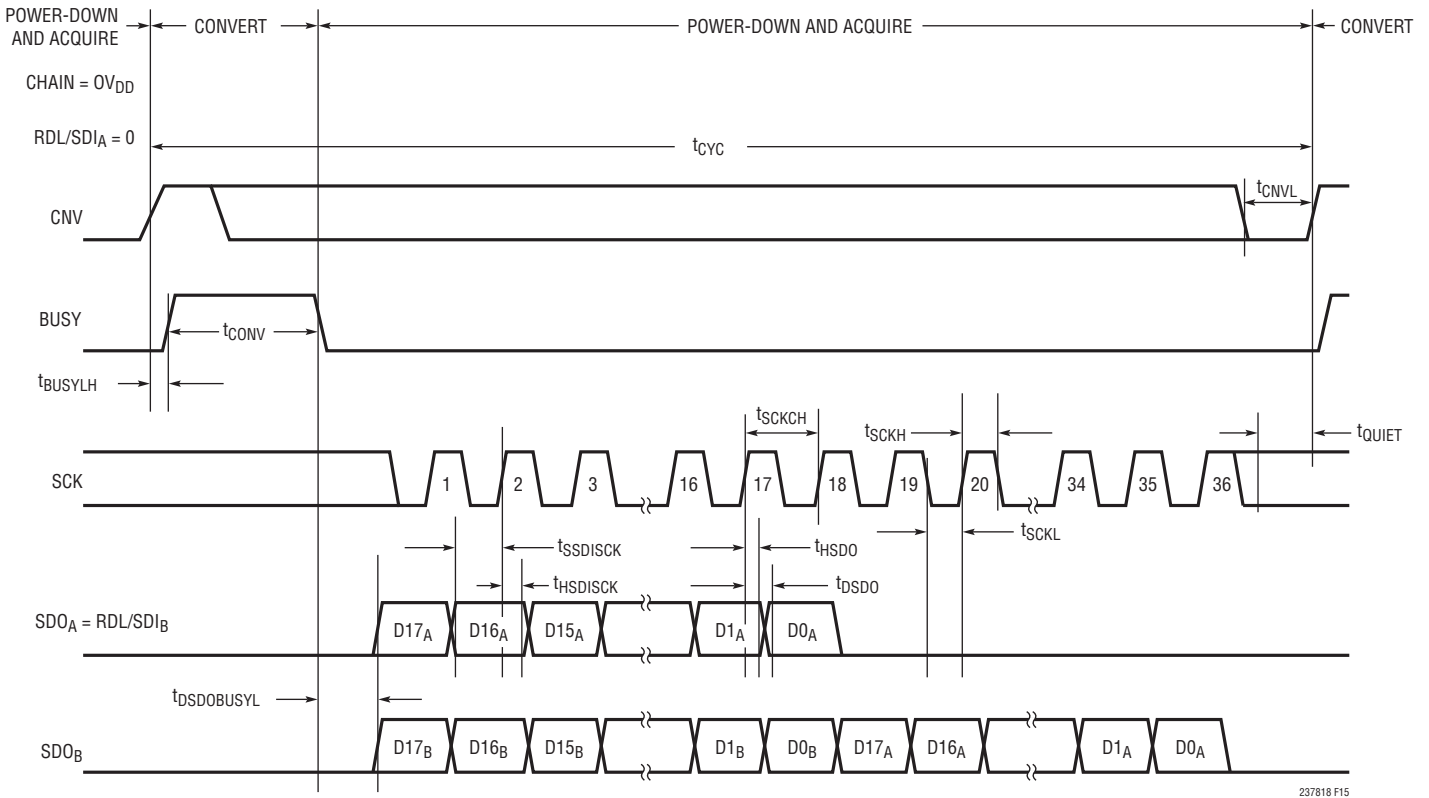 POWER-DOWN
AND ACQUIRE
CONVERT
POWER-DOWN AND ACQUIRE
CONVERT
CHAIN = OVDD
RDL/SDIA = 0
tCYC
CNV
tCNVL
BUSY
tCONV
tBUSYLH
tSCKCH
tSCKH
tQUIET
SCK
1 2 3 16 17 18 19 20 34 35 36
tSSDISCK
tHSDO
tSCKL
tHSDISCK
tDSDO
SDOA = RDL/SDIB
D17A D16A D15A D1A D0A
tDSDOBUSYL
SDOB
D17B D16B D15B D1B D0B D17A D16A D1A D0A
237818 F15